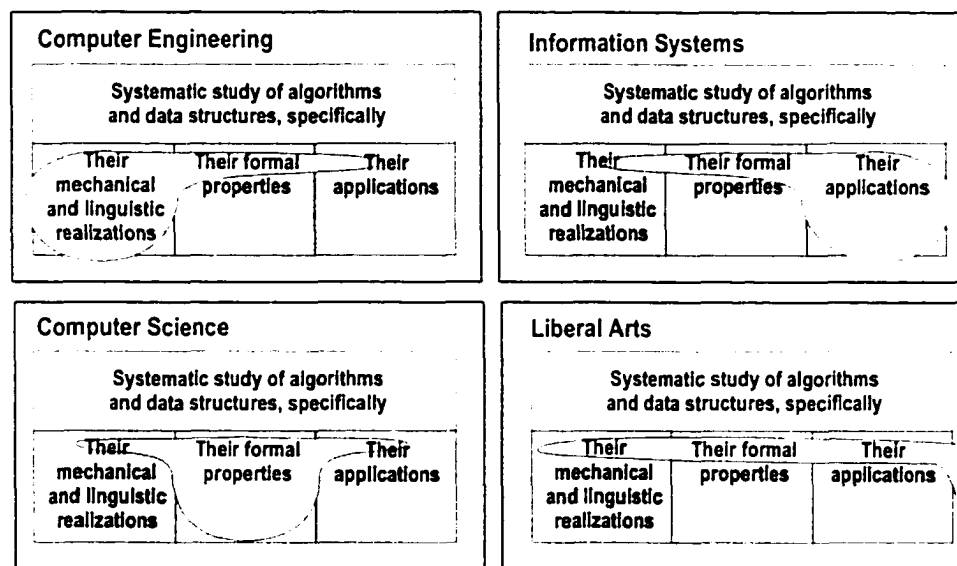 Computer Engineering
Systematic study of algorithms
and data structures, specifically
Their
mechanical
and linguistic
realizations
Their formal
properties
Their
applications
Information Systems
Systematic study of algorithms
and data structures, specifically
Their
mechanical
and linguistic
realizations
Their formal
properties
Their
applications
Computer Science
Systematic study of algorithms
and data structures, specifically
Their
mechanical
and linguistic
realizations
Their formal
properties
Their
applications
Liberal Arts
Systematic study of algorithms
and data structures, specifically
Their
mechanical
and linguistic
realizations
Their formal
properties
Their
applications